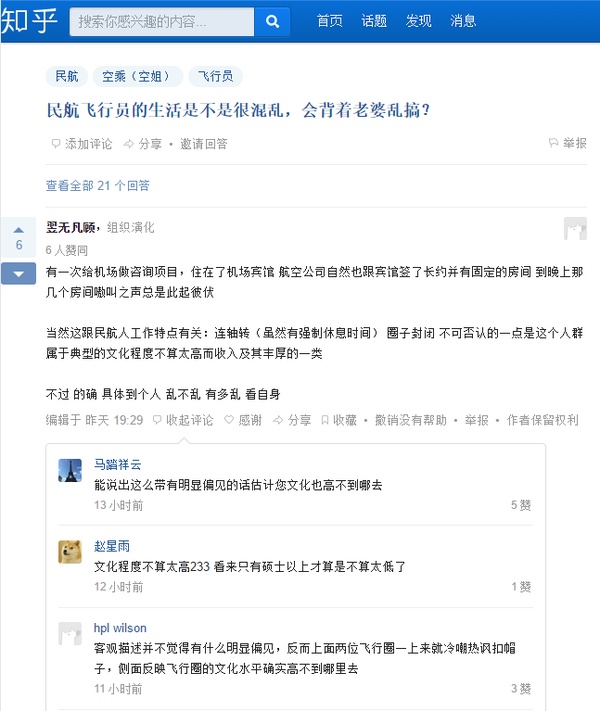 知乎 搜索你感兴趣的内容... 首页 话题 发现 消息
民航 空乘（空姐） 飞行员
民航飞行员的生活是不是很混乱，会背着老婆乱搞？
添加评论 分享 • 邀请回答 举报
查看全部 21 个回答
翌无凡顾，组织演化
6
6 人赞同
有一次给机场做咨询项目，住在了机场宾馆 航空公司自然也跟宾馆签了长约并有固定的房间 到晚上那
几个房间嗷叫之声总是此起彼伏
当然这跟民航人工作特点有关：连轴转（虽然有强制休息时间） 圈子封闭 不可否认的一点是这个人群
属于典型的文化程度不算太高而收入及其丰厚的一类
不过 的确 具体到个人 乱不乱 有多乱 看自身
编辑于 昨天 19:29 收起评论 感谢 分享 收藏 • 撤销没有帮助 • 举报 • 作者保留权利
马踏祥云
能说出这么带有明显偏见的话估计您文化也高不到哪去
13 小时前 5 赞
赵星雨
文化程度不算太高233 看来只有硕士以上才算是不算太低了
12 小时前 1 赞
hpl wilson
客观描述并不觉得有什么明显偏见，反而上面两位飞行圈一上来就冷嘲热讽扣帽
子，侧面反映飞行圈的文化水平确实高不到哪里去
11 小时前 3 赞